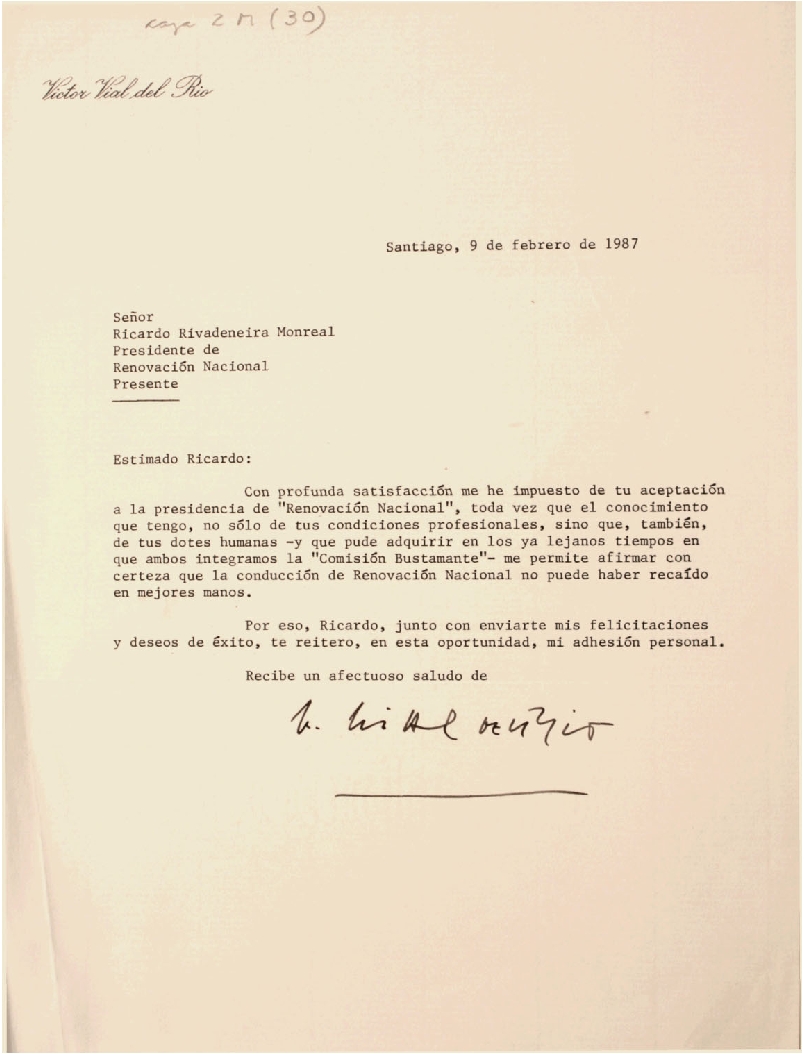 caja 2 M (30)
Victor Vial del Rio
Santiago, 9 de febrero de 1987
Señor
Ricardo Rivadeneira Monreal
Presidente de
Renovación Nacional
Presente
Estimado Ricardo:
Con profunda satisfacción me he impuesto de tu aceptación
a la presidencia de "Renovación Nacional", toda vez que el conocimiento
que tengo, no sólo de tus condiciones profesionales, sino que, también,
de tus dotes humanas -y que pude adquirir en los ya lejanos tiempos en
que ambos integramos la "Comisión Bustamante"- me permite afirmar con
certeza que la conducción de Renovación Nacional no puede haber recaído
en mejores manos.
Por eso, Ricardo, junto con enviarte mis felicitaciones
y deseos de éxito, te reitero, en esta oportunidad, mi adhesión personal.
Recibe un afectuoso saludo de
V. Vial del Rio